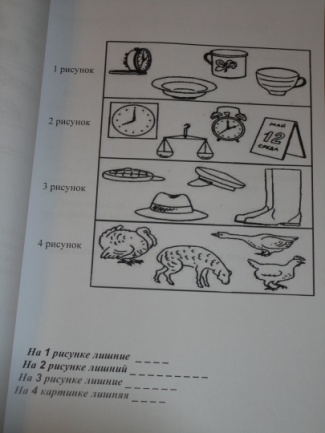 1 рисунок
2 рисунок
МАЙ
12
СРЕДА
3 рисунок
4 рисунок
На 1 рисунке лишние _ _ _ _
На 2 рисунке лишний _ _ _ _ _ _ _ _ _
На 3 рисунке лишние _ _ _ _ _ _
На 4 картинке лишняя _ _ _ _